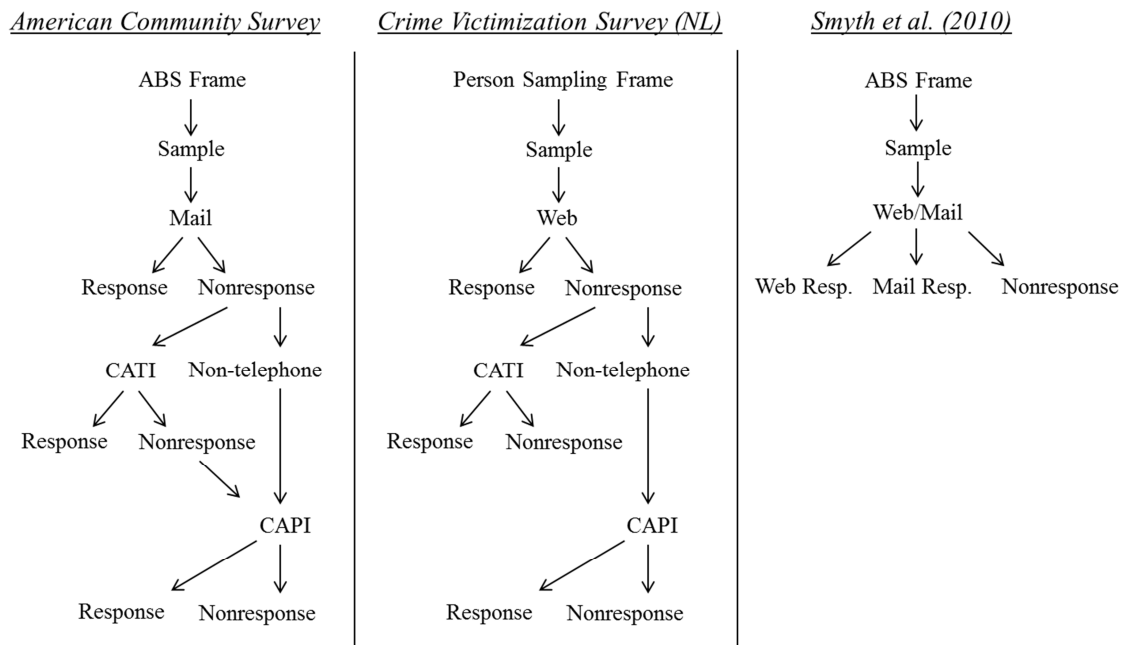 American Community Survey
ABS Frame
Sample
Mail
Response Nonresponse
CATI Non-telephone
Response Nonresponse
CAPI
Response Nonresponse
Crime Victimization Survey (NL)
Person Sampling Frame
Sample
Web
Response Nonresponse
CATI Non-telephone
Response Nonresponse
CAPI
Response Nonresponse
Smyth et al. (2010)
ABS Frame
Sample
Web/Mail
Web Resp. Mail Resp. Nonresponse